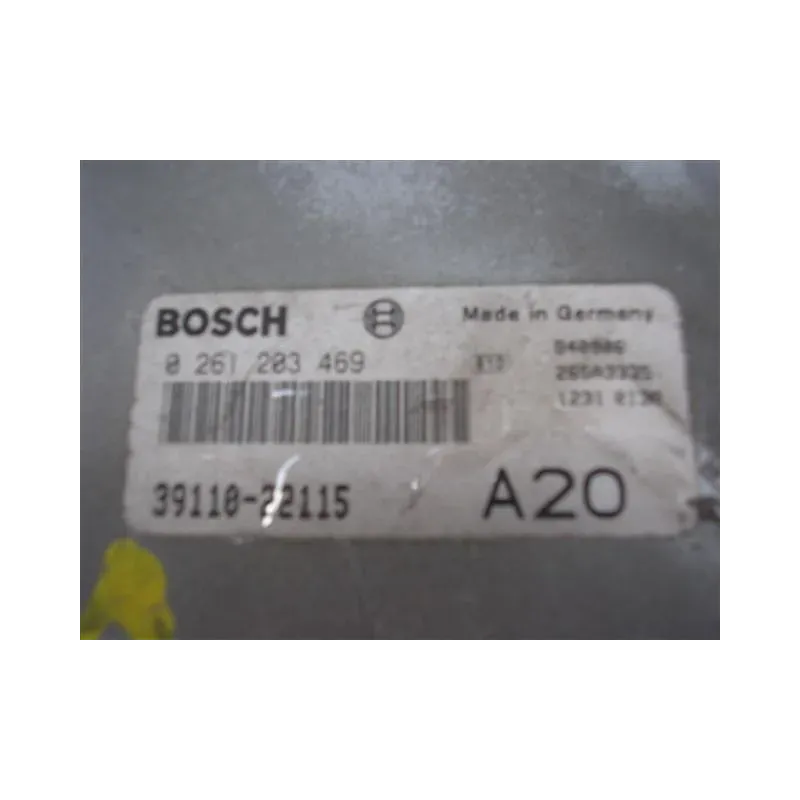 BOSCH
Made in Germany
0 261 203 469
39110-22115
A20